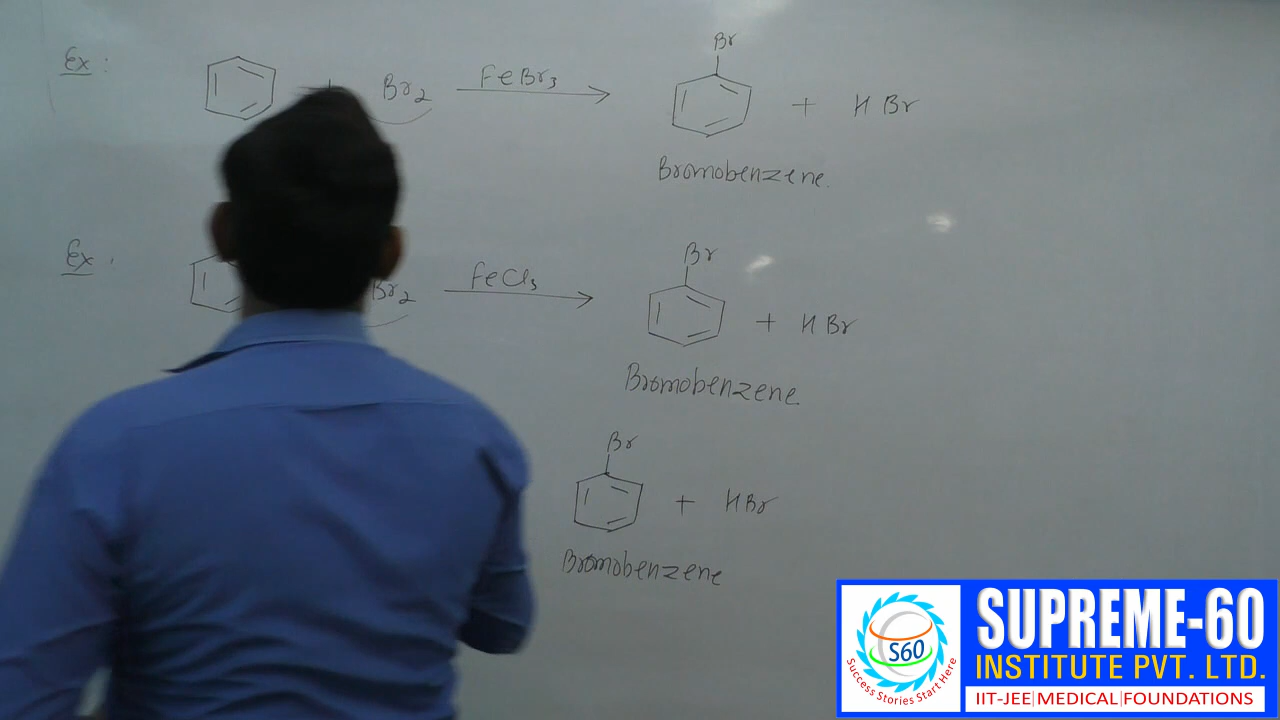 Ex :
+ Br2 FeBr3 Br + HBr
Bromobenzene.
Ex .
Br2 FeCl3 Br + HBr
Bromobenzene
Br + HBr
Bromobenzene
S60
Success Stories Start Here
SUPREME-60
INSTITUTE PVT. LTD.
IIT-JEE|MEDICAL|FOUNDATIONS